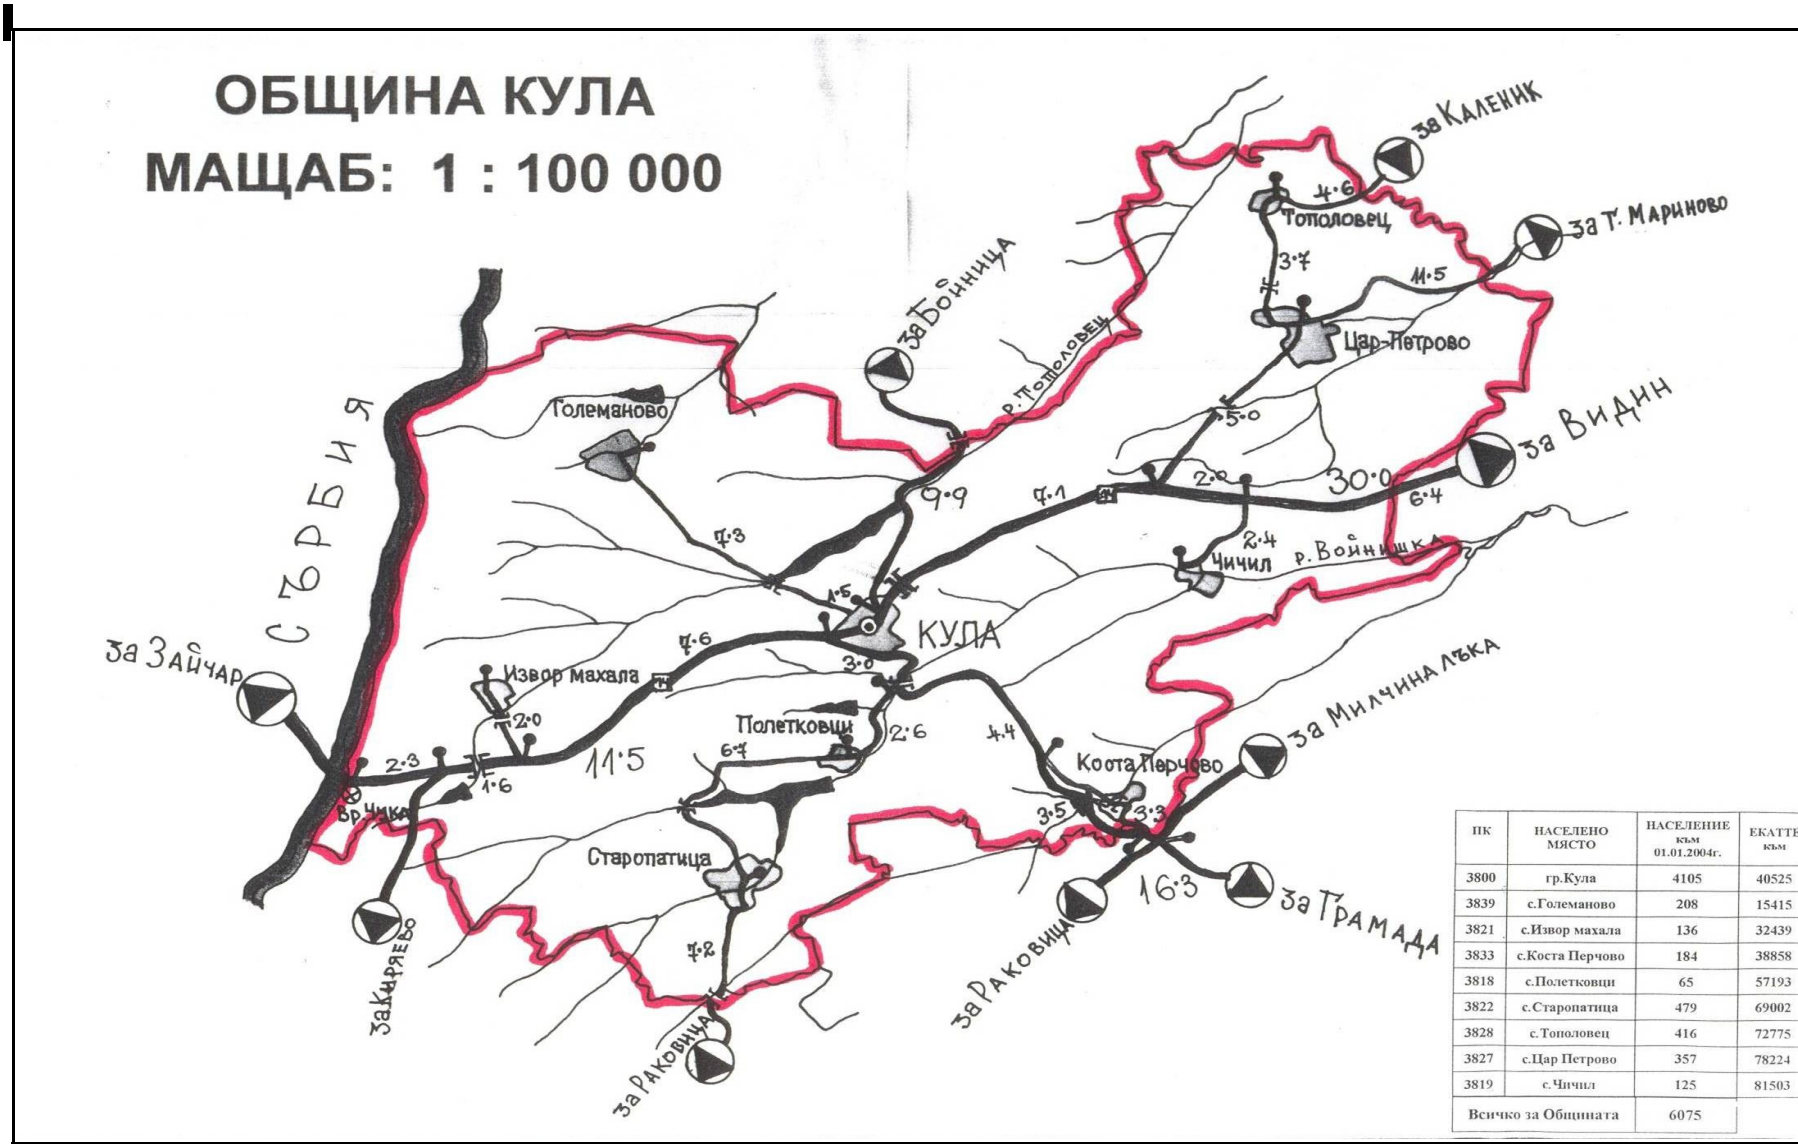 ОБЩИНА КУЛА
МАЩАБ: 1 : 100 000
за КАЛЕНИК
4.6
Тополовец
за Т. МАРИНОВО
3.7
11.5
за БОЙНИЦА
р. Тополовец
Цар-Петрово
СЪРБИЯ
Големаново
5.0
за ВИДИН
2.0
30.0
6.4
9.9
7.1
7.3
2.4
р. Войнишка
Чичил
1.5
КУЛА
7.6
3.0
за ЗАЙЧАР
Извор махала
2.0
за МИЛЧИНА ЛЪКА
Полетковци
2.6
4.4
6.7
11.5
2.3
1.6
Коста Перчово
3.5
3.3
Вр. Чука
Старопатица
16.3
за ГРАМАДА
за КИРЯЕВО
7.2
за РАКОВИЦА
за РАКОВИЦА
ПК НАСЕЛЕНО МЯСТО НАСЕЛЕНИЕ към 01.01.2004г. ЕКАТТЕ към
3800 гр.Кула 4105 40525
3839 с.Големаново 208 15415
3821 с.Извор махала 136 32439
3833 с.Коста Перчово 184 38858
3818 с.Полетковци 65 57193
3822 с.Старопатица 479 69002
3828 с.Тополовец 416 72775
3827 с.Цар Петрово 357 78224
3819 с.Чичил 125 81503
Всичко за Общината 6075